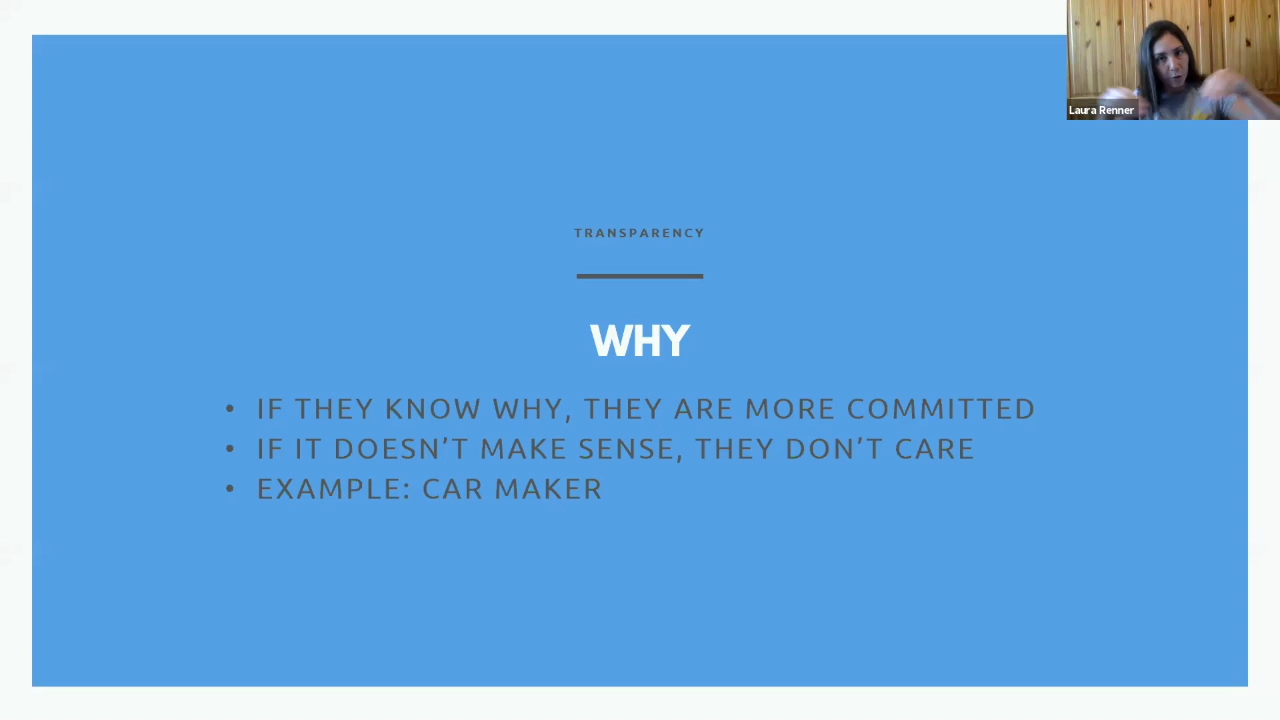 Laura Renner
TRANSPARENCY
WHY
• IF THEY KNOW WHY, THEY ARE MORE COMMITTED
• IF IT DOESN’T MAKE SENSE, THEY DON’T CARE
• EXAMPLE: CAR MAKER